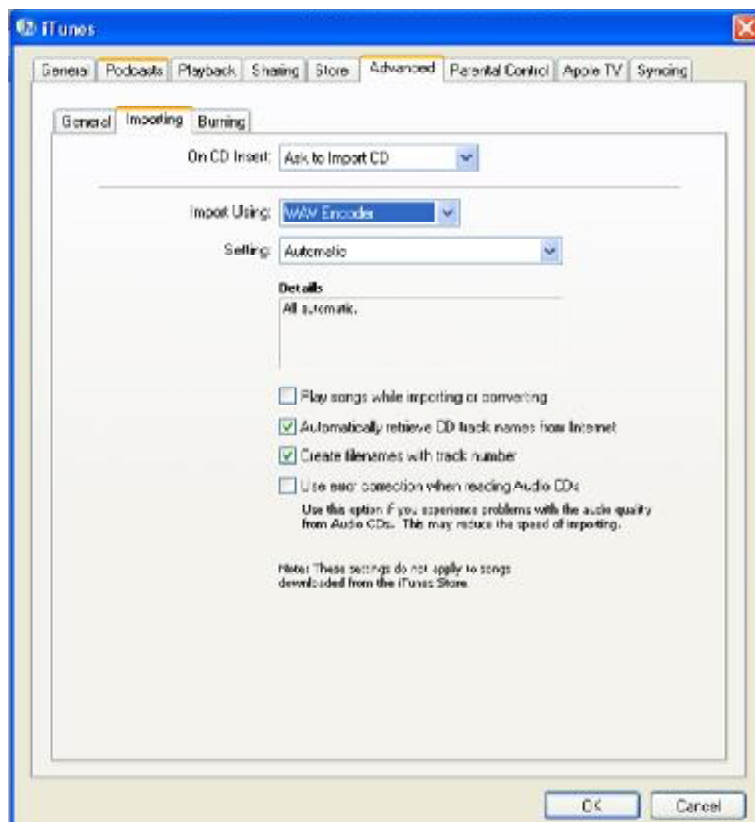 iTunes
General Podcasts Playback Sharing Store Advanced Parental Control Apple TV Syncing
General Importing Burning
On CD Insert: Ask to Import CD
Import Using: WAV Encoder
Setting: Automatic
Details
All automatic.
Play songs while importing or converting
Automatically retrieve CD track names from Internet
Create filenames with track number
Use error correction when reading Audio CDs
Use this option if you experience problems with the audio quality
from Audio CDs. This may reduce the speed of importing.
Note: These settings do not apply to songs
downloaded from the iTunes Store.
OK Cancel